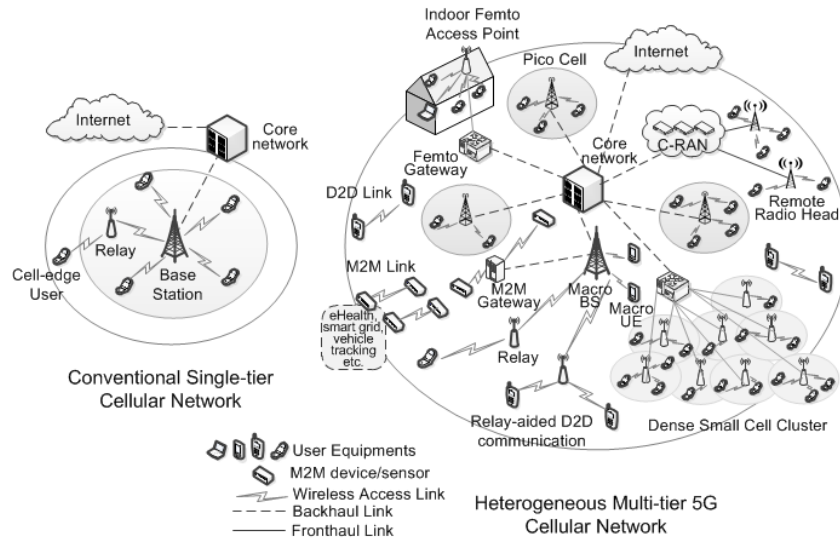 Internet
Core
network
Relay
Base
Station
Cell-edge
User
Conventional Single-tier
Cellular Network
Indoor Femto
Access Point
Pico Cell
Internet
Core
network
C-RAN
Femto
Gateway
Remote
Radio Head
D2D Link
M2M Link
M2M
Gateway
Macro
BS
Macro
UE
eHealth,
smart grid,
vehicle
tracking
etc.
Relay
Relay-aided D2D
communication
Dense Small Cell Cluster
User Equipments
M2M device/sensor
Wireless Access Link
Backhaul Link
Fronthaul Link
Heterogeneous Multi-tier 5G
Cellular Network